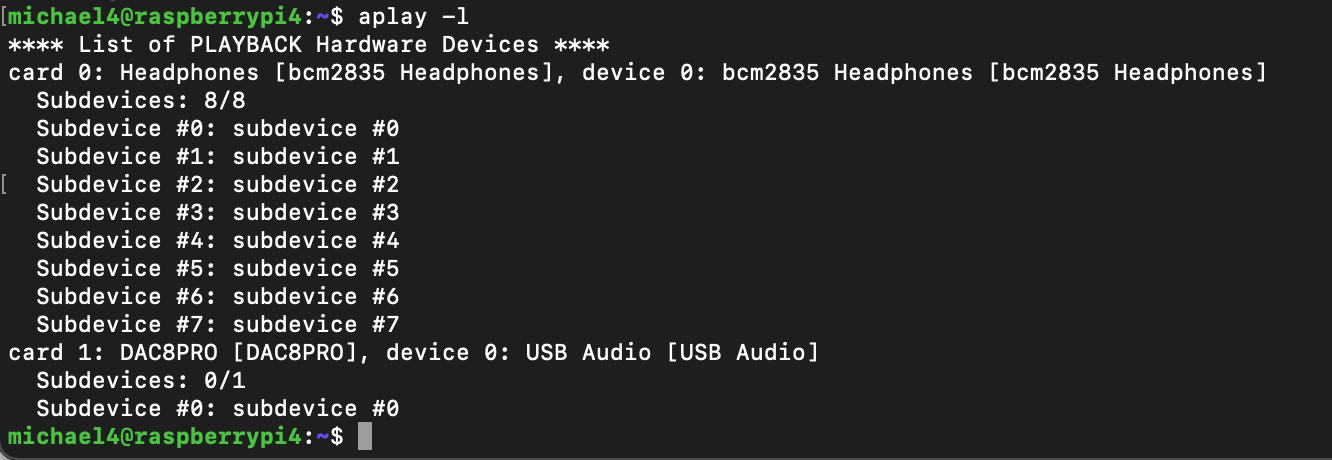 michael4@raspberrypi4:~$ aplay -l
**** List of PLAYBACK Hardware Devices ****
card 0: Headphones [bcm2835 Headphones], device 0: bcm2835 Headphones [bcm2835 Headphones]
  Subdevices: 8/8
  Subdevice #0: subdevice #0
  Subdevice #1: subdevice #1
  Subdevice #2: subdevice #2
  Subdevice #3: subdevice #3
  Subdevice #4: subdevice #4
  Subdevice #5: subdevice #5
  Subdevice #6: subdevice #6
  Subdevice #7: subdevice #7
card 1: DAC8PRO [DAC8PRO], device 0: USB Audio [USB Audio]
  Subdevices: 0/1
  Subdevice #0: subdevice #0
michael4@raspberrypi4:~$